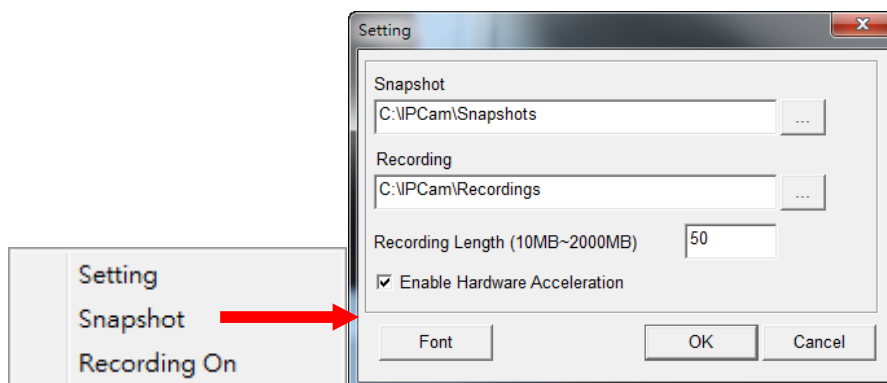 Setting
Snapshot
C:\IPCam\Snapshots
...
Recording
C:\IPCam\Recordings
...
Recording Length (10MB~2000MB) 50
Enable Hardware Acceleration
Font OK Cancel
Setting
Snapshot
Recording On